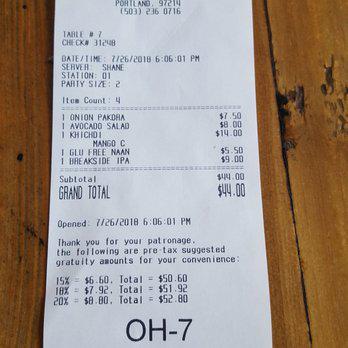 PORTLAND, 97214
(503) 236 0716
TABLE # 7
CHECK# 31248
DATE/TIME: 7/26/2018 6:06:01 PM
SERVER: SHANE
STATION: 01
PARTY SIZE: 2
Item Count: 4
1 ONION PAKORA $7.50
1 AVOCADO SALAD $8.00
1 KHICHDI $14.00
MANGO C
1 GLU FREE NAAN $5.50
1 BREAKSIDE IPA $9.00
Subtotal $44.00
GRAND TOTAL $44.00
Opened: 7/26/2018 6:06:01 PM
Thank you for your patronage.
the following are pre-tax suggested
gratuity amounts for your convenience:
15% = $6.60, Total = $50.60
18% = $7.92, Total = $51.92
20% = $8.80, Total = $52.80
OH-7